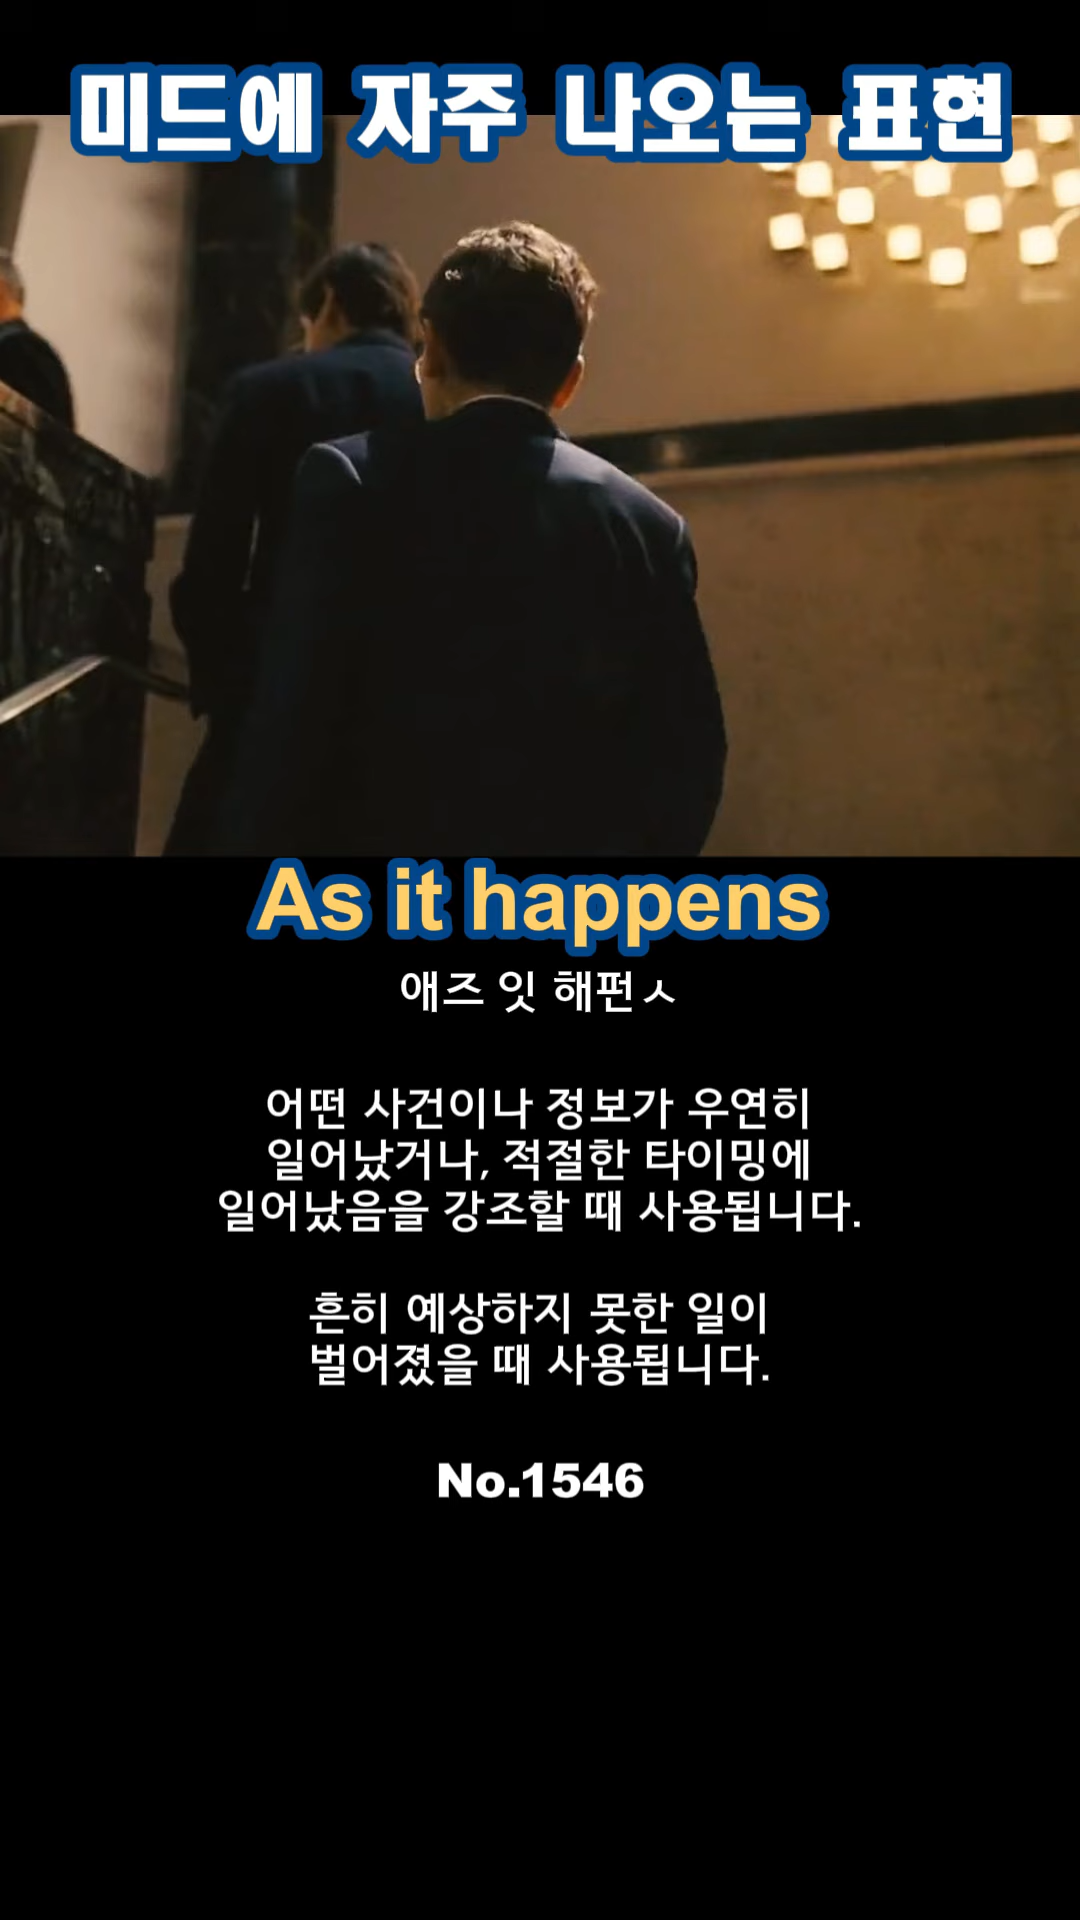 미드에 자주 나오는 표현
As it happens
애즈 잇 해펀ㅅ
어떤 사건이나 정보가 우연히
일어났거나, 적절한 타이밍에
일어났음을 강조할 때 사용됩니다.
흔히 예상하지 못한 일이
벌어졌을 때 사용됩니다.
No.1546